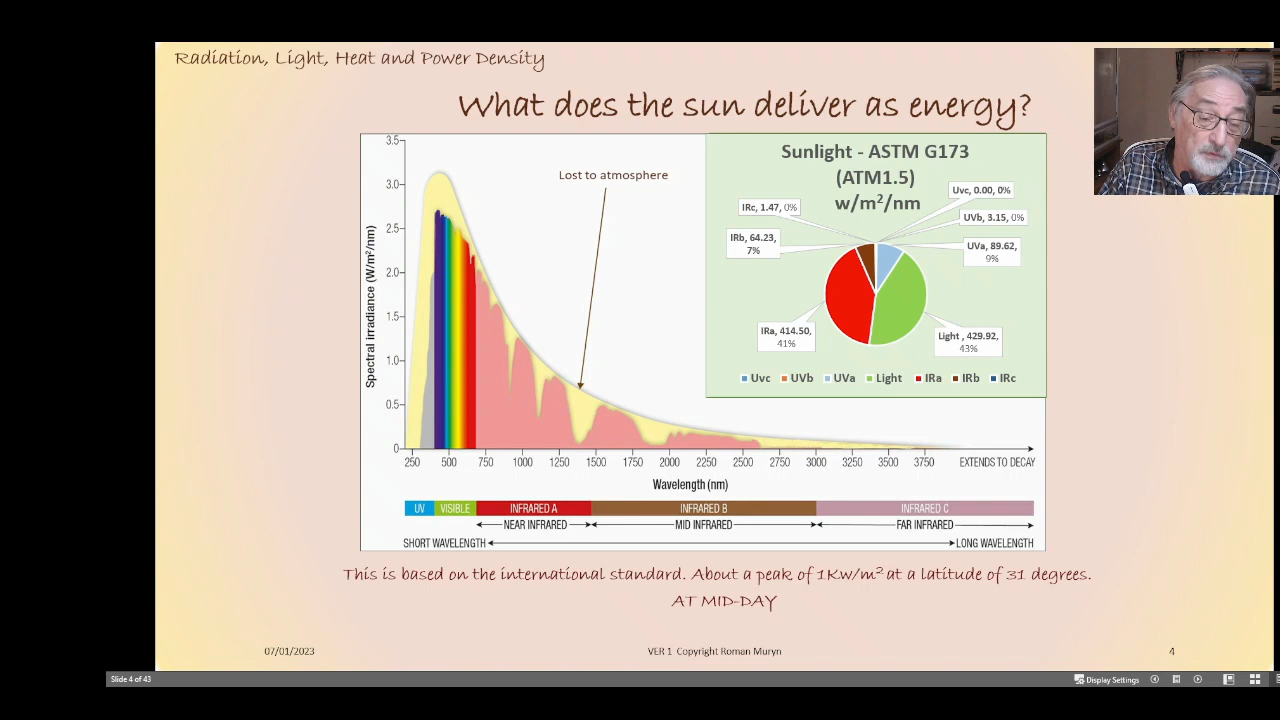 Radiation, Light, Heat and Power Density
What does the sun deliver as energy?
3.5
3.0
2.5
2.0
1.5
1.0
0.5
0
Spectral irradiance (W/m²/nm)
Lost to atmosphere
Sunlight - ASTM G173
(ATM1.5)
w/m²/nm
Uvc, 0.00, 0%
IRc, 1.47, 0%
UVb, 3.15, 0%
IRb, 64.23,
7%
UVa, 89.62,
9%
IRa, 414.50,
41%
Light , 429.92,
43%
Uvc UVb UVa Light IRa IRb IRc
250 500 750 1000 1250 1500 1750 2000 2250 2500 2750 3000 3250 3500 3750 EXTENDS TO DECAY
Wavelength (nm)
UV VISIBLE INFRARED A INFRARED B INFRARED C
NEAR INFRARED MID INFRARED FAR INFRARED
SHORT WAVELENGTH LONG WAVELENGTH
This is based on the international standard. About a peak of 1Kw/m² at a latitude of 31 degrees.
AT MID-DAY
07/01/2023 VER 1 Copyright Roman Muryn 4
Slide 4 of 43 Display Settings